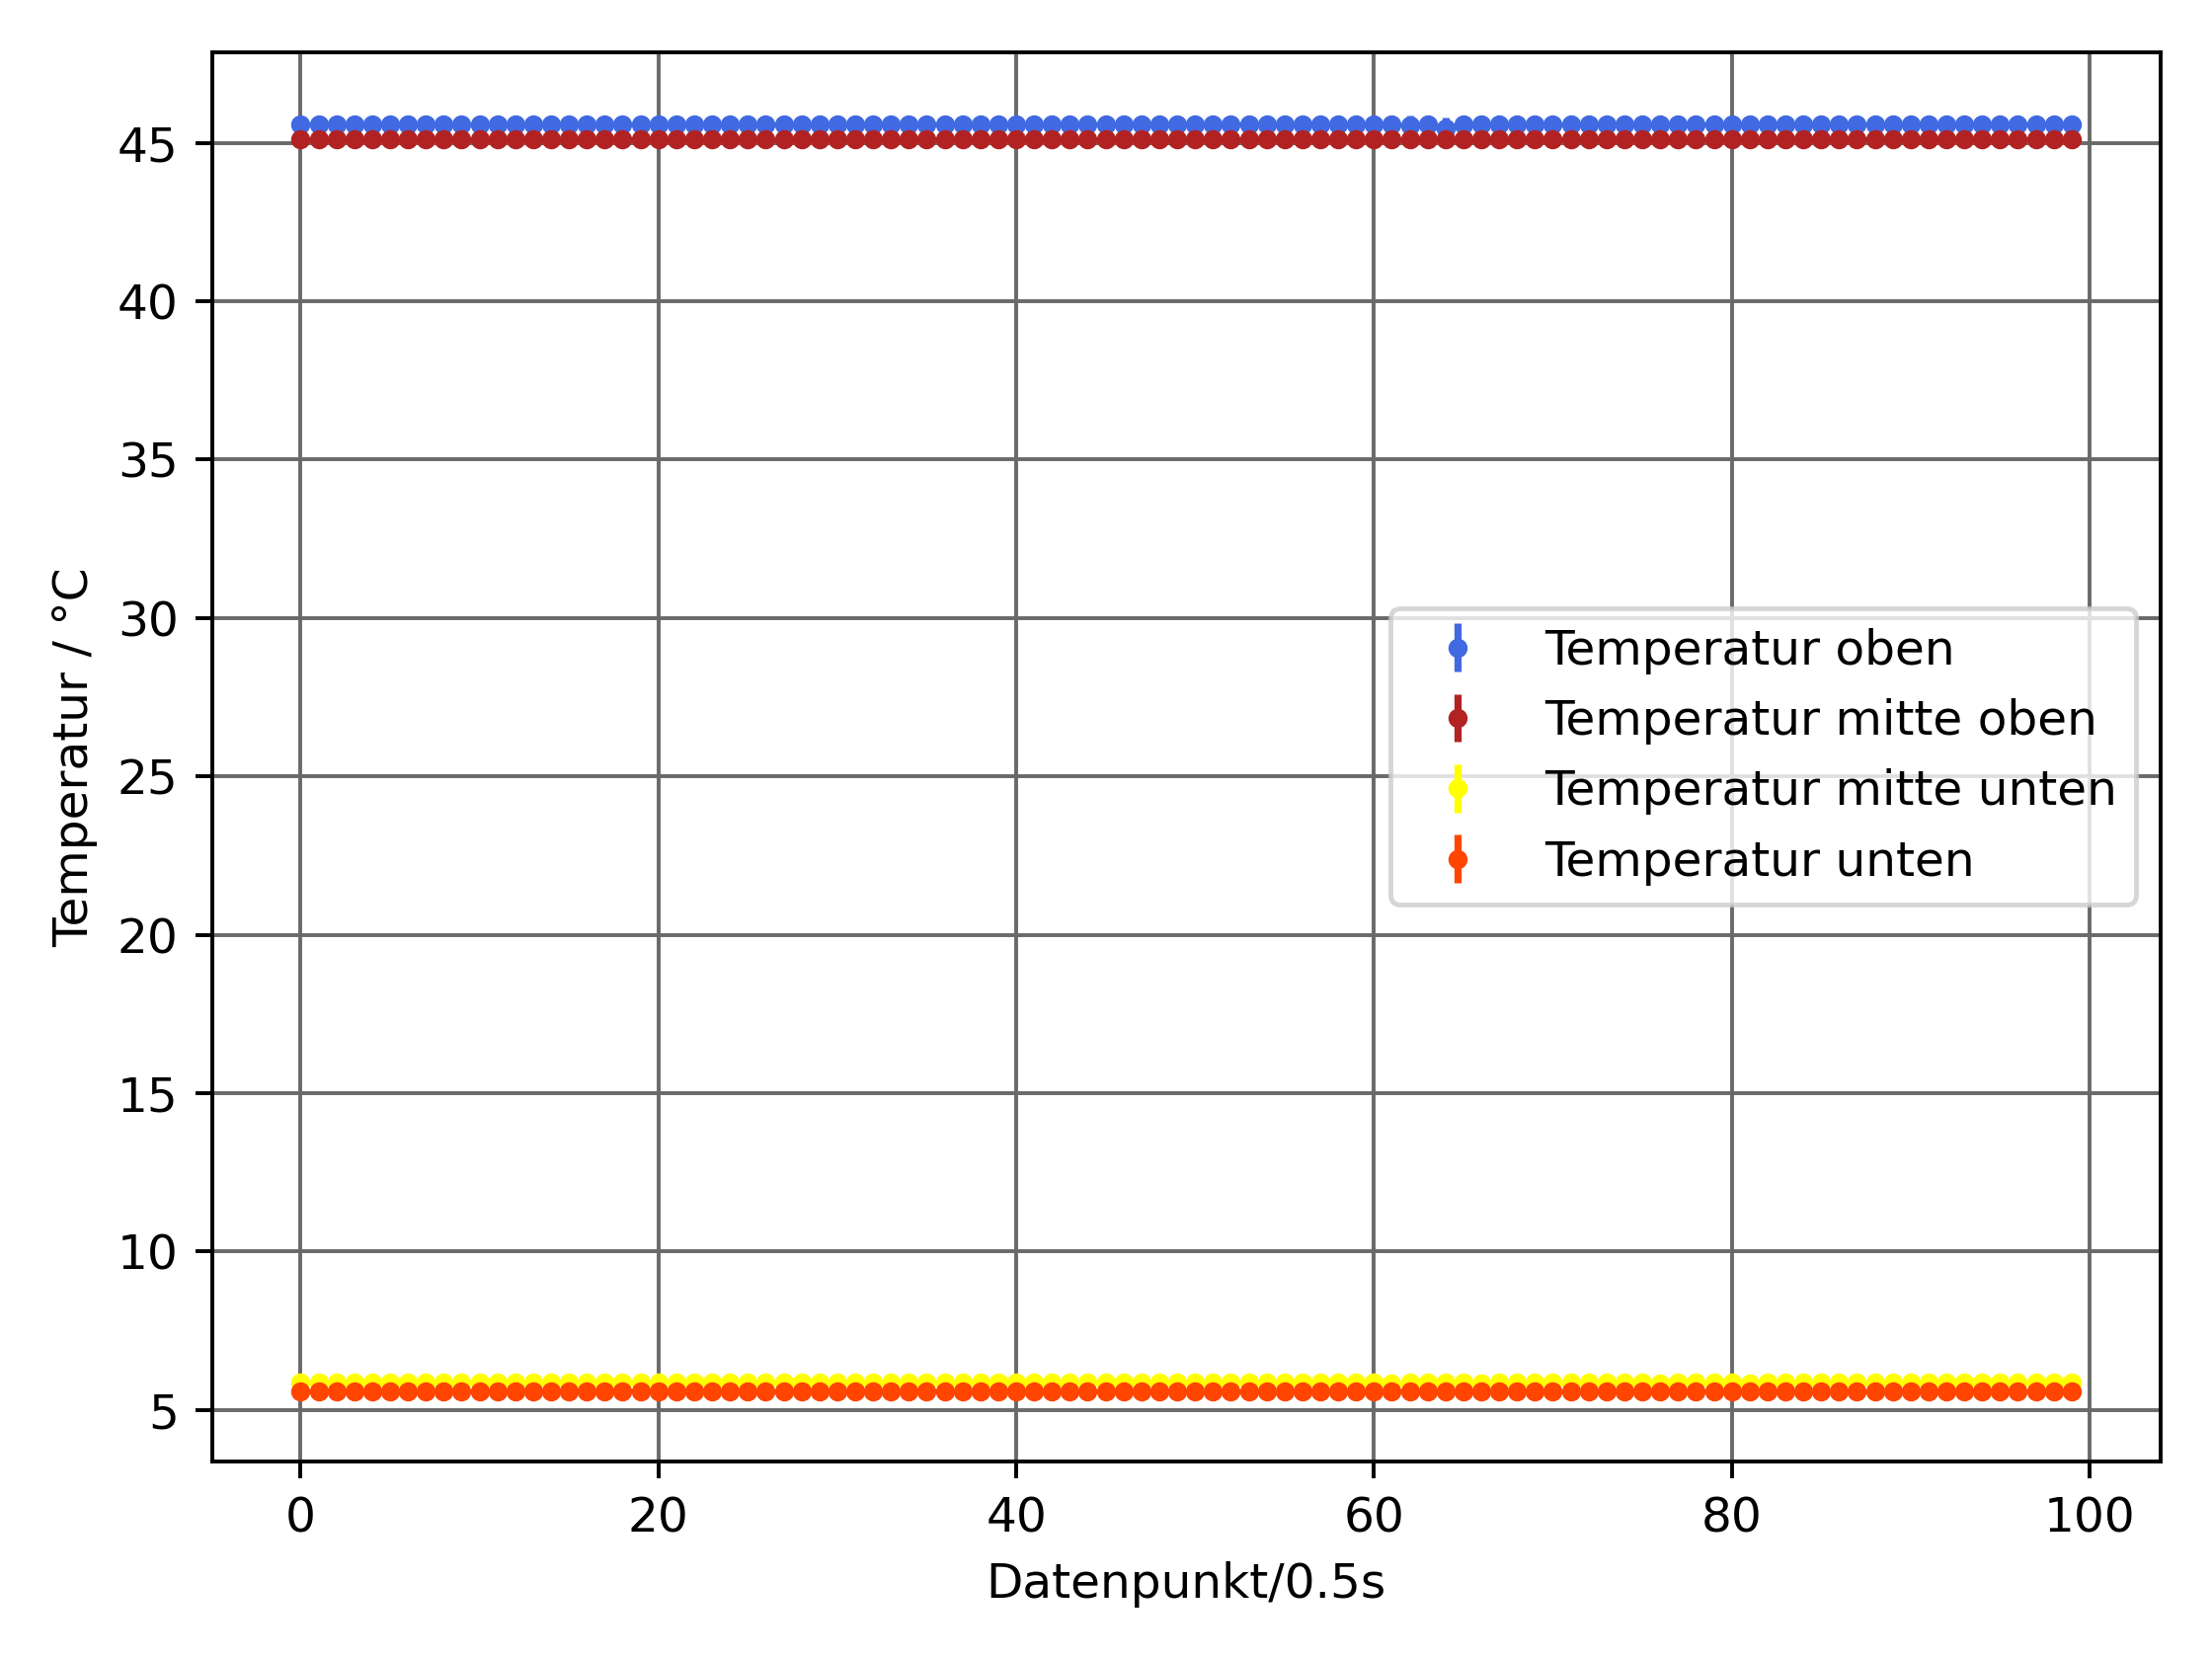 45
40
35
30
25
20
15
10
5
Temperatur / °C
Temperatur oben
Temperatur mitte oben
Temperatur mitte unten
Temperatur unten
0 20 40 60 80 100
Datenpunkt/0.5s